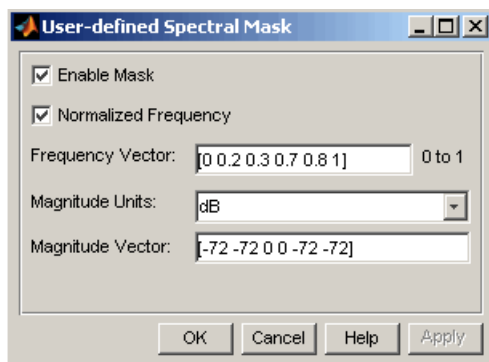 User-defined Spectral Mask
Enable Mask
Normalized Frequency
Frequency Vector: [0 0.2 0.3 0.7 0.8 1] 0 to 1
Magnitude Units: dB
Magnitude Vector: [-72 -72 0 0 -72 -72]
OK Cancel Help Apply